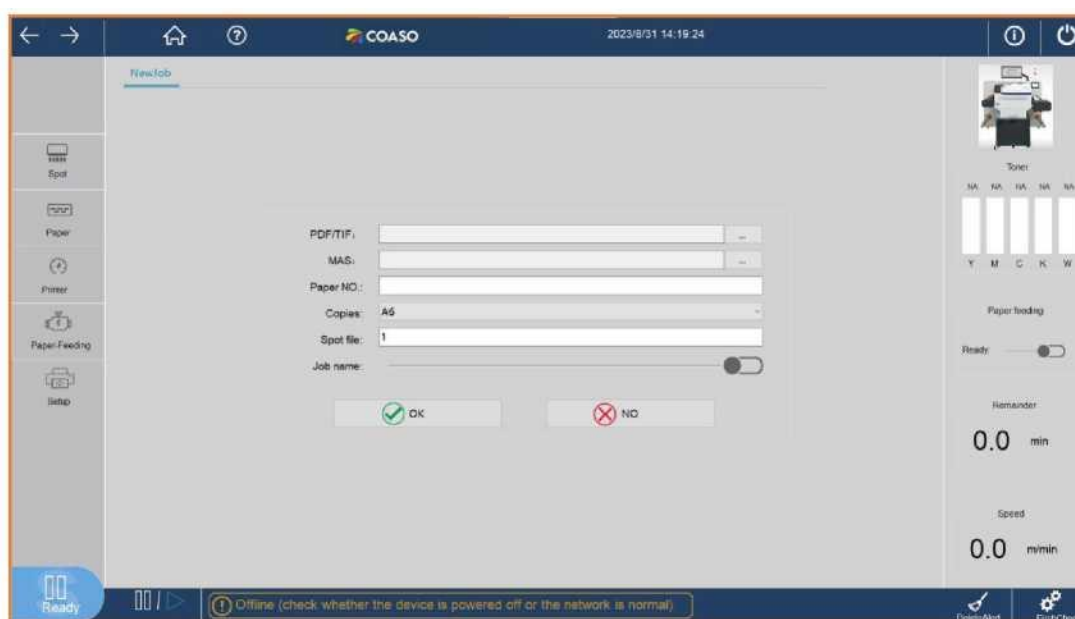 COASO
2023/8/31 14:19:24
NewJob
Spot
Paper
Printer
Paper-Feeding
Setup
PDF/TIF:
...
MAS:
...
Paper NO.:
Copies: A6
Spot file: 1
Job name:
OK
NO
Toner
NA NA NA NA NA
Y M C K W
Paper feeding
Ready
Remainder
0.0 min
Speed
0.0 m/min
Ready
Offline (check whether the device is powered off or the network is normal)
DeleteAlert